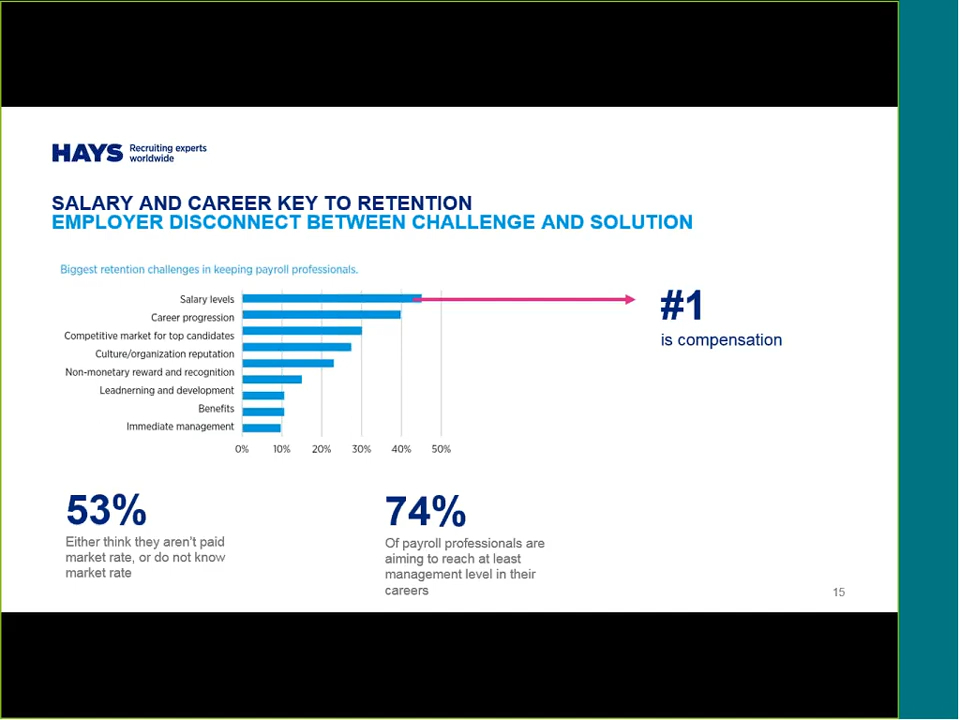 HAYS Recruiting experts
worldwide
SALARY AND CAREER KEY TO RETENTION
EMPLOYER DISCONNECT BETWEEN CHALLENGE AND SOLUTION
Biggest retention challenges in keeping payroll professionals.
Salary levels
Career progression
Competitive market for top candidates
Culture/organization reputation
Non-monetary reward and recognition
Leadnerning and development
Benefits
Immediate management
0% 10% 20% 30% 40% 50%
#1
is compensation
53%
Either think they aren't paid
market rate, or do not know
market rate
74%
Of payroll professionals are
aiming to reach at least
management level in their
careers
15